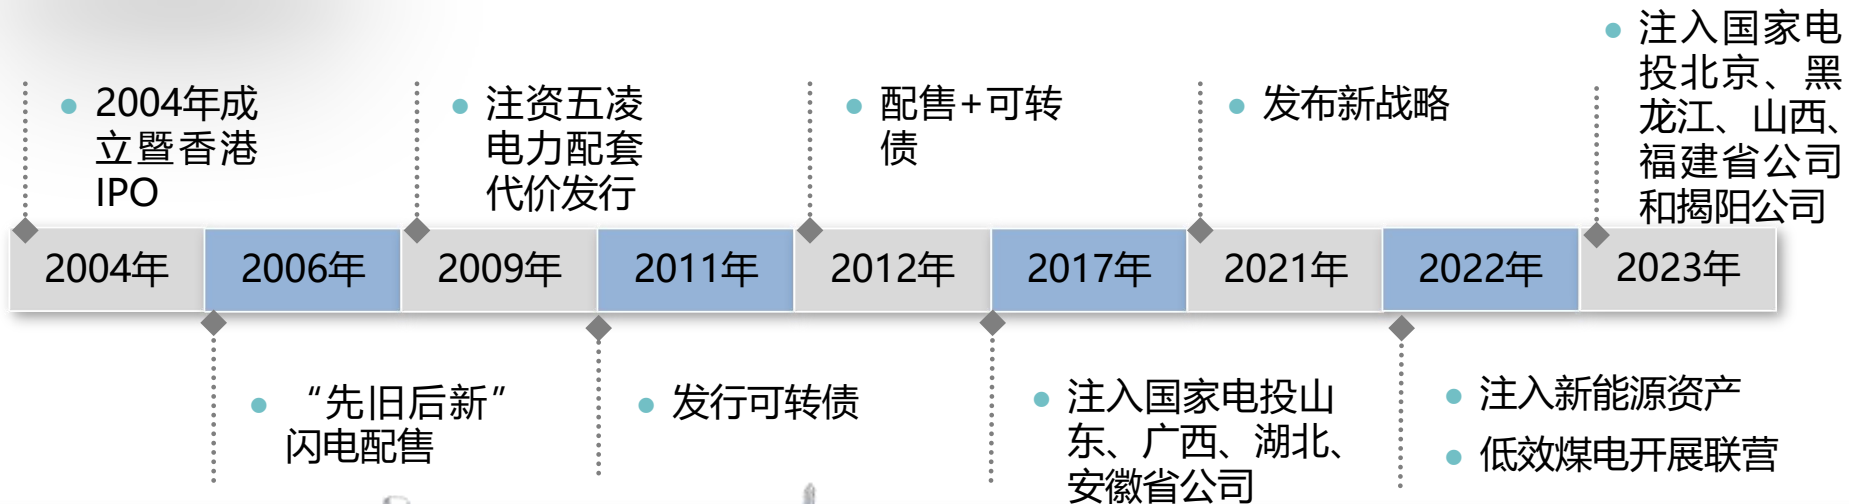 2004年成
立暨香港
IPO
注资五凌
电力配套
代价发行
配售+可转
债
发布新战略
注入国家电
投北京、黑
龙江、山西、
福建省公司
和揭阳公司
2004年
2006年
2009年
2011年
2012年
2017年
2021年
2022年
2023年
“先旧后新”
闪电配售
发行可转债
注入国家电投山
东、广西、湖北、
安徽省公司
注入新能源资产
低效煤电开展联营